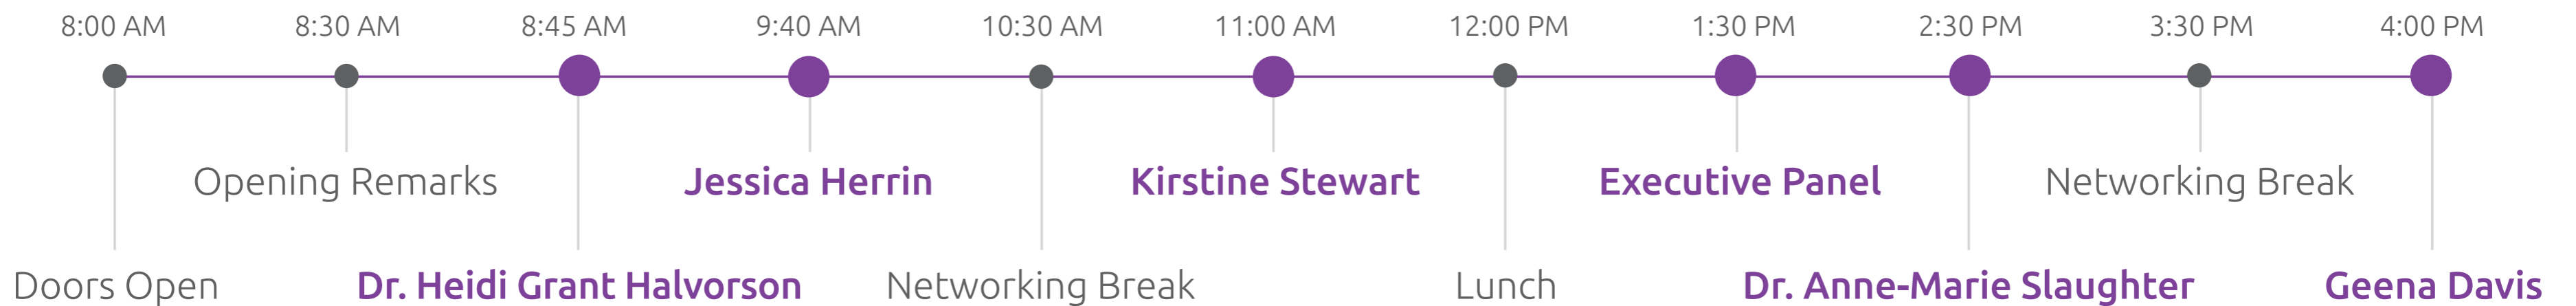 8:00 AM 8:30 AM 8:45 AM 9:40 AM 10:30 AM 11:00 AM 12:00 PM 1:30 PM 2:30 PM 3:30 PM 4:00 PM
Opening Remarks Jessica Herrin Kirstine Stewart Executive Panel Networking Break
Doors Open Dr. Heidi Grant Halvorson Networking Break Lunch Dr. Anne-Marie Slaughter Geena Davis